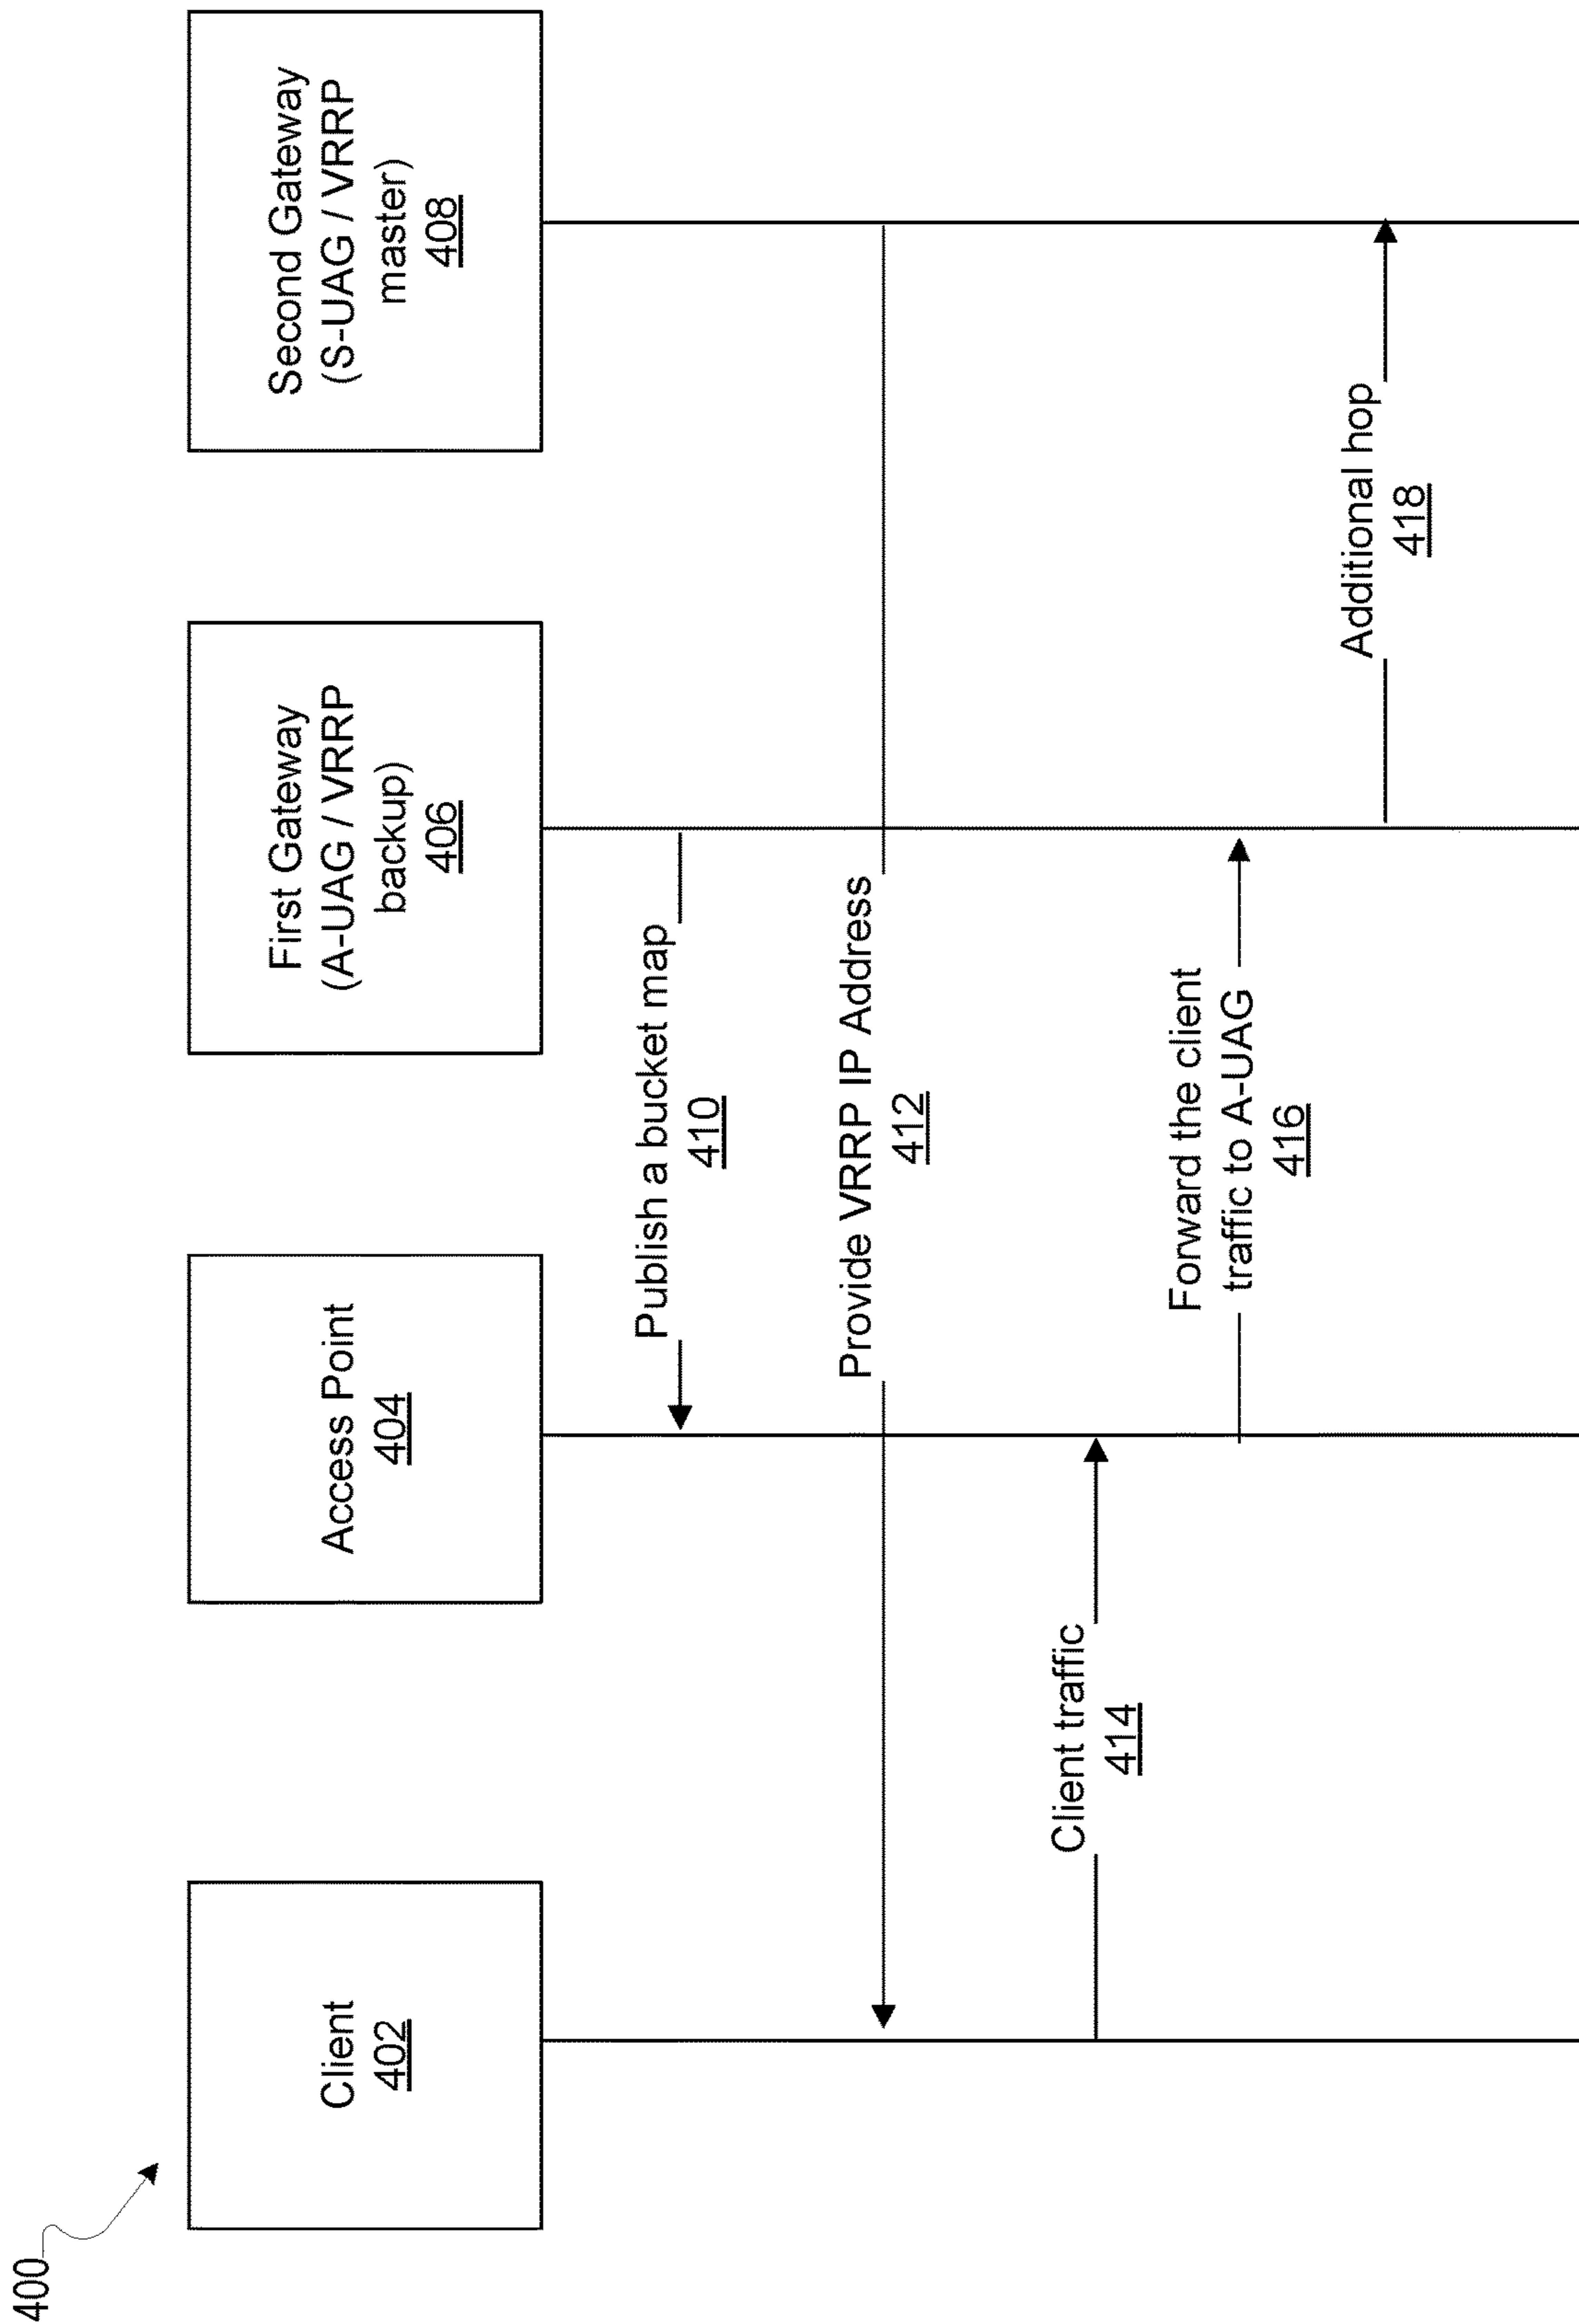 400
Client
402
Access Point
404
First Gateway
(A-UAG / VRRP
backup)
406
Second Gateway
(S-UAG / VRRP
master)
408
Publish a bucket map
410
Provide VRRP IP Address
412
Client traffic
414
Forward the client
traffic to A-UAG
416
Additional hop
418